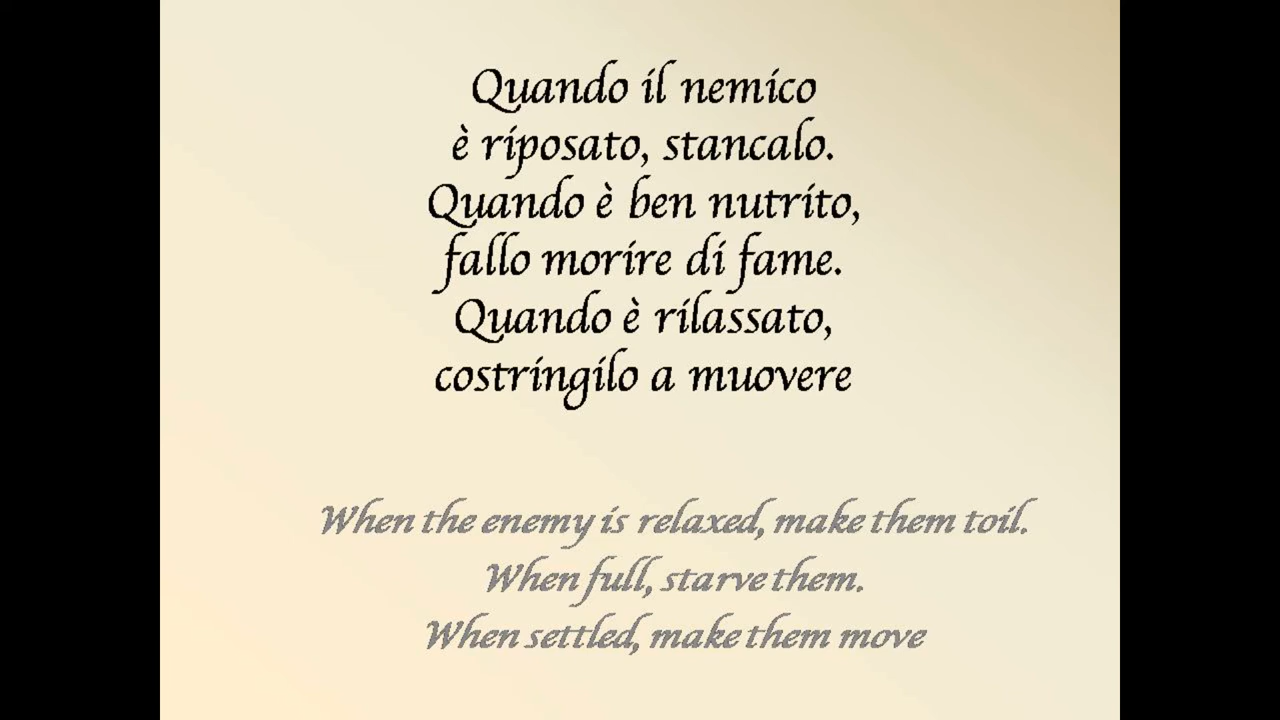 Quando il nemico
è riposato, stancalo.
Quando è ben nutrito,
fallo morire di fame.
Quando è rilassato,
costringilo a muovere
When the enemy is relaxed, make them toil.
When full, starve them.
When settled, make them move